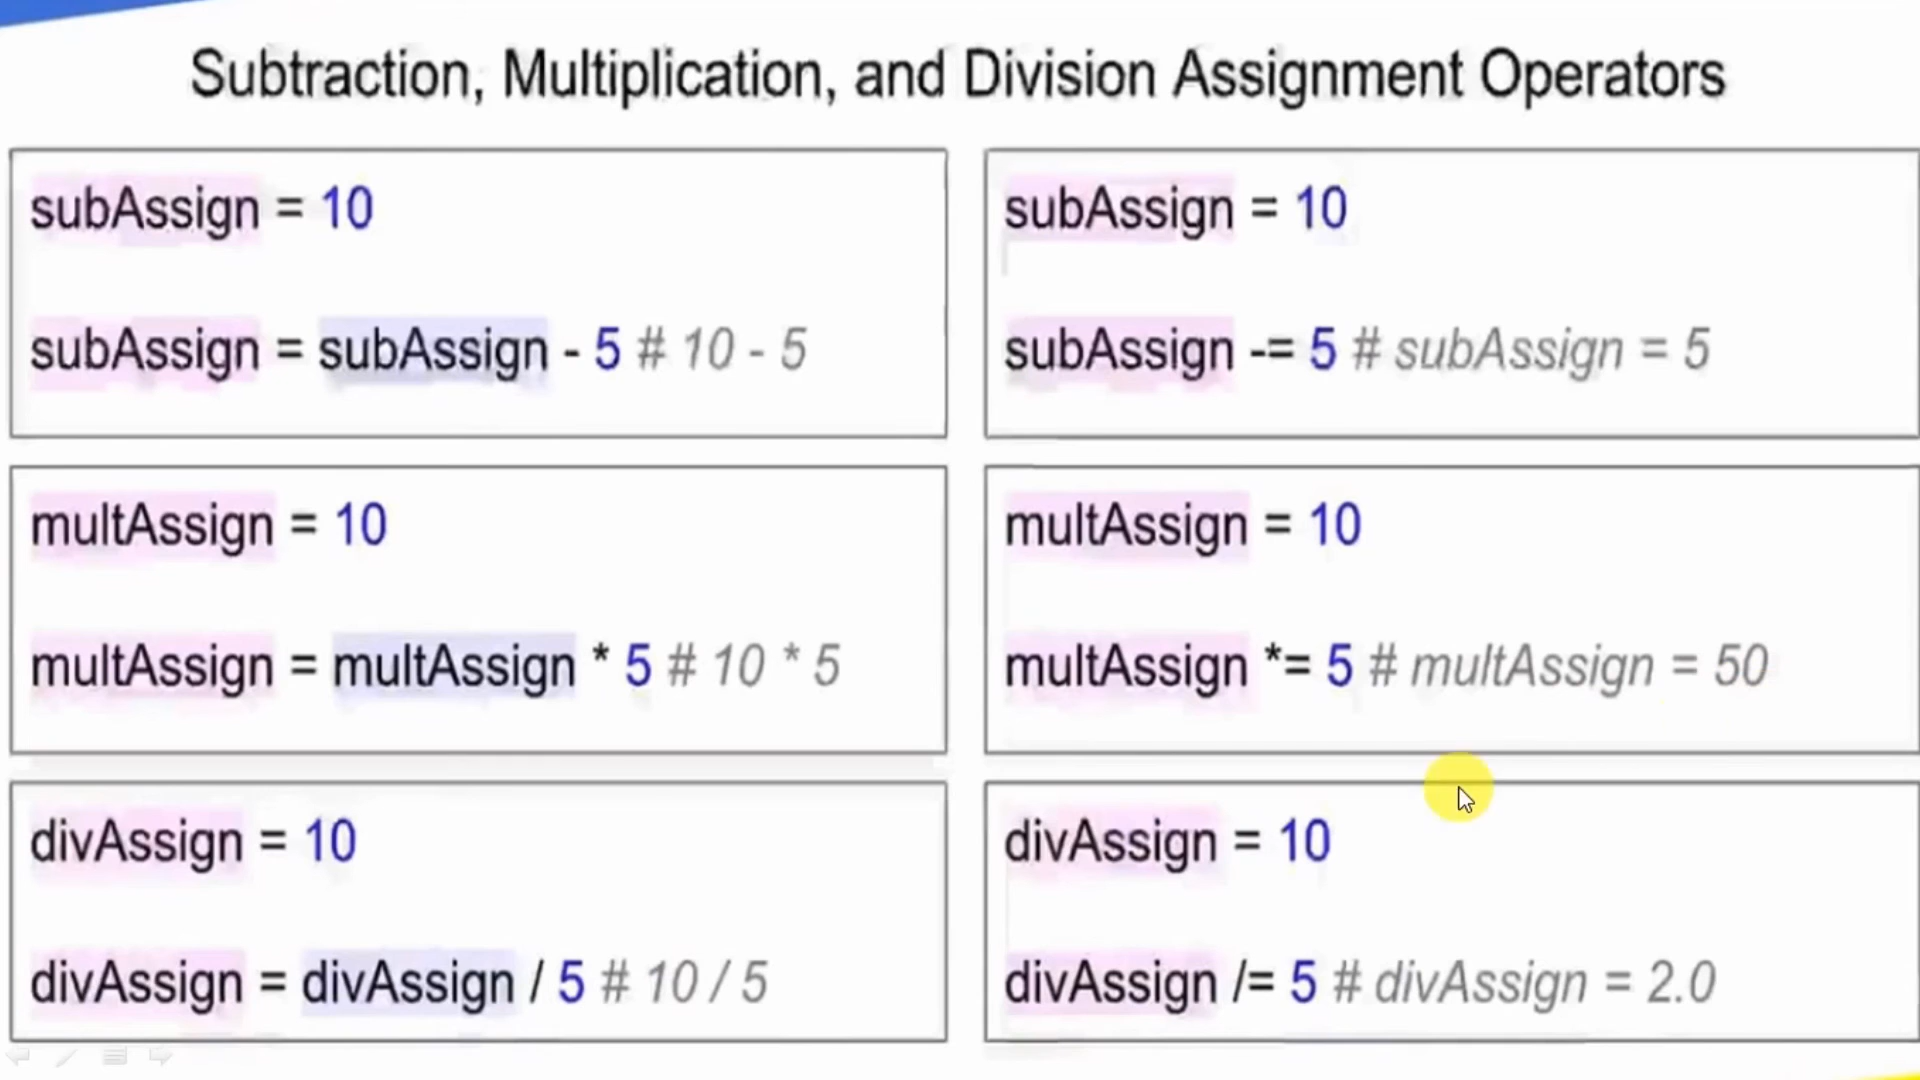 Subtraction, Multiplication, and Division Assignment Operators
subAssign = 10
subAssign = subAssign - 5 # 10 - 5
subAssign = 10
subAssign -= 5 # subAssign = 5
multAssign = 10
multAssign = multAssign * 5 # 10 * 5
multAssign = 10
multAssign *= 5 # multAssign = 50
divAssign = 10
divAssign = divAssign / 5 # 10 / 5
divAssign = 10
divAssign /= 5 # divAssign = 2.0